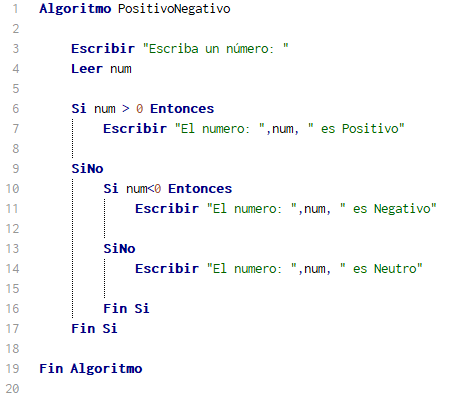 1 Algoritmo PositivoNegativo
2
3 Escribir "Escriba un número: "
4 Leer num
5
6 Si num > 0 Entonces
7 Escribir "El numero: ",num, " es Positivo"
8
9 SiNo
10 Si num<0 Entonces
11 Escribir "El numero: ",num, " es Negativo"
12
13 SiNo
14 Escribir "El numero: ",num, " es Neutro"
15
16 Fin Si
17 Fin Si
18
19 Fin Algoritmo
20